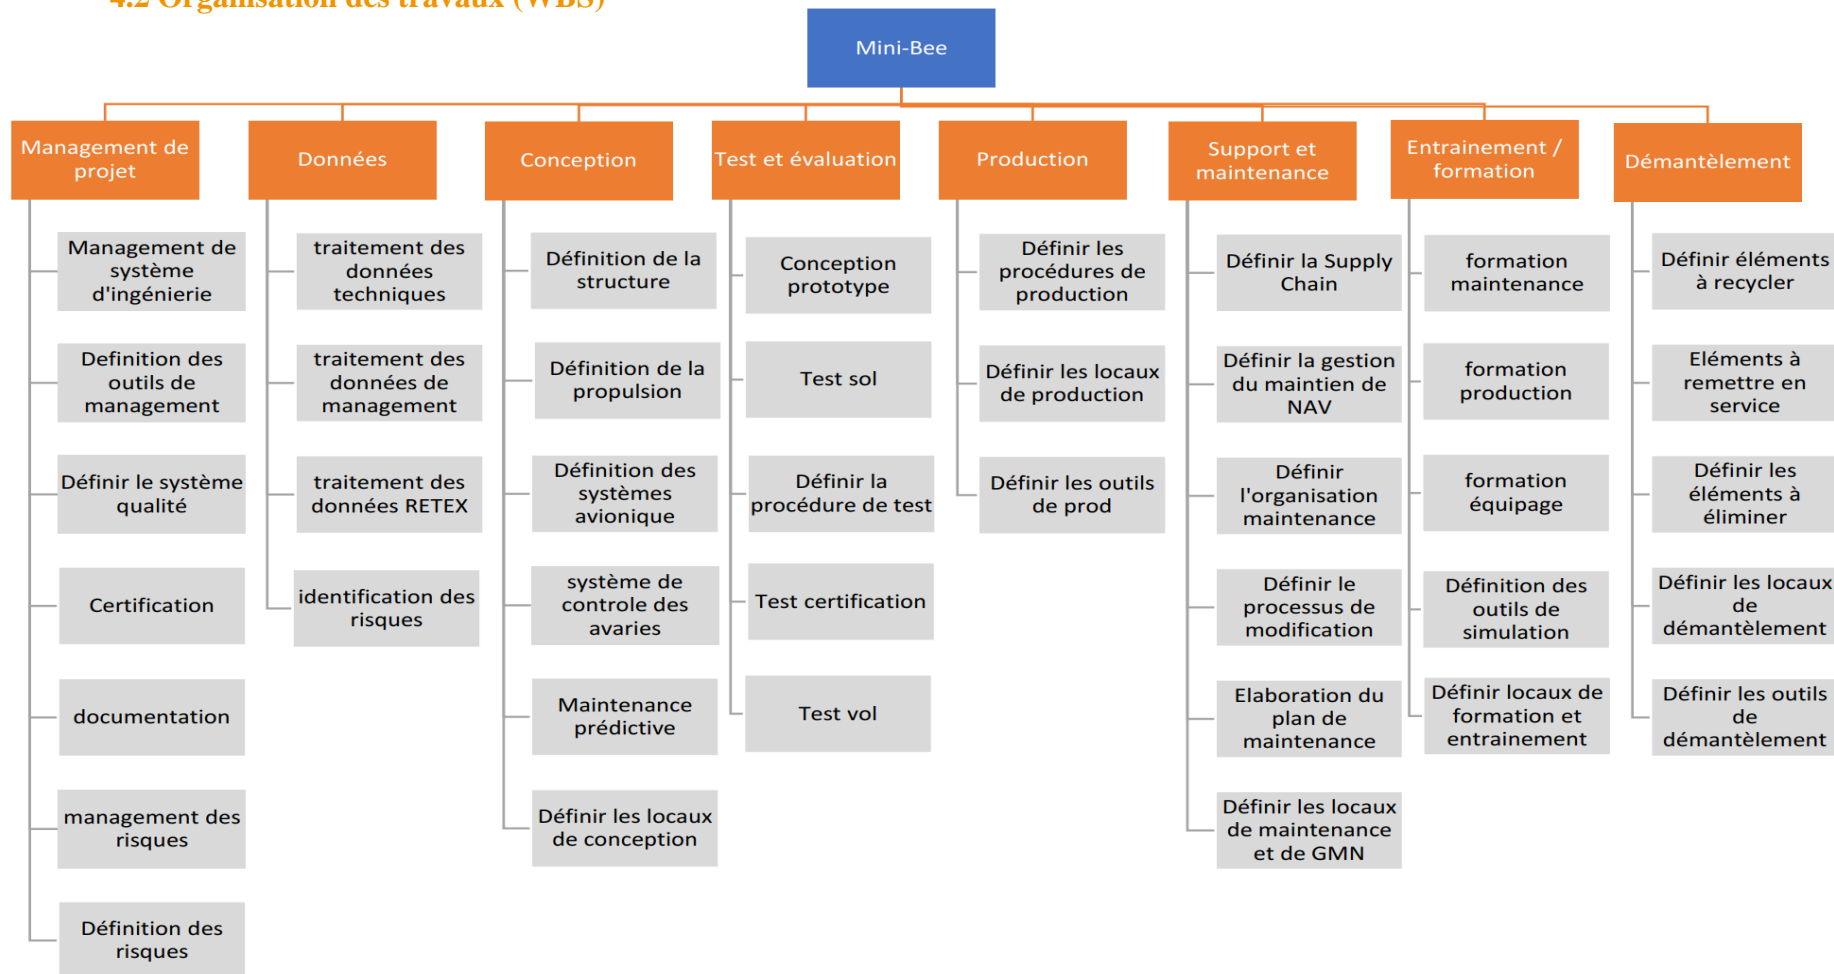 4.2 Organisation des travaux (WBS)
Mini-Bee
Management de
projet
Management de
système
d'ingénierie
Definition des
outils de
management
Définir le système
qualité
Certification
documentation
management des
risques
Définition des
risques
Données
traitement des
données
techniques
traitement des
données de
management
traitement des
données RETEX
identification des
risques
Conception
Définition de la
structure
Définition de la
propulsion
Définition des
systèmes
avionique
système de
controle des
avaries
Maintenance
prédictive
Définir les locaux
de conception
Test et évaluation
Conception
prototype
Test sol
Définir la
procédure de test
Test certification
Test vol
Production
Définir les
procédures de
production
Définir les locaux
de production
Définir les outils
de prod
Support et
maintenance
Définir la Supply
Chain
Définir la gestion
du maintien de
NAV
Définir
l'organisation
maintenance
Définir le
processus de
modification
Elaboration du
plan de
maintenance
Définir les locaux
de maintenance
et de GMN
Entrainement /
formation
formation
maintenance
formation
production
formation
équipage
Définition des
outils de
simulation
Définir locaux de
formation et
entrainement
Démantèlement
Définir éléments
à recycler
Eléments à
remettre en
service
Définir les
éléments à
éliminer
Définir les locaux
de
démantèlement
Définir les outils
de
démantèlement